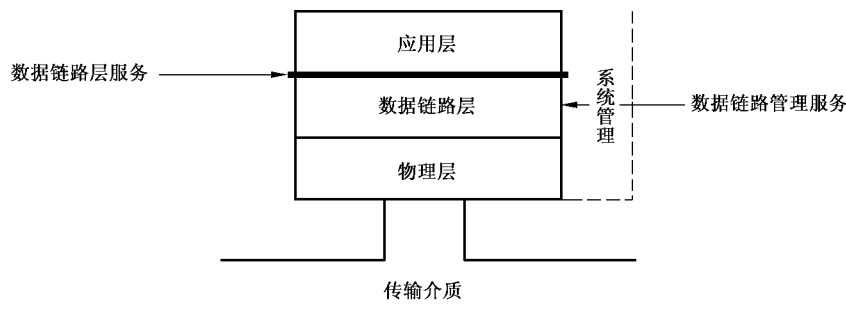 应用层
数据链路层服务
数据链路层
系统管理
数据链路管理服务
物理层
传输介质